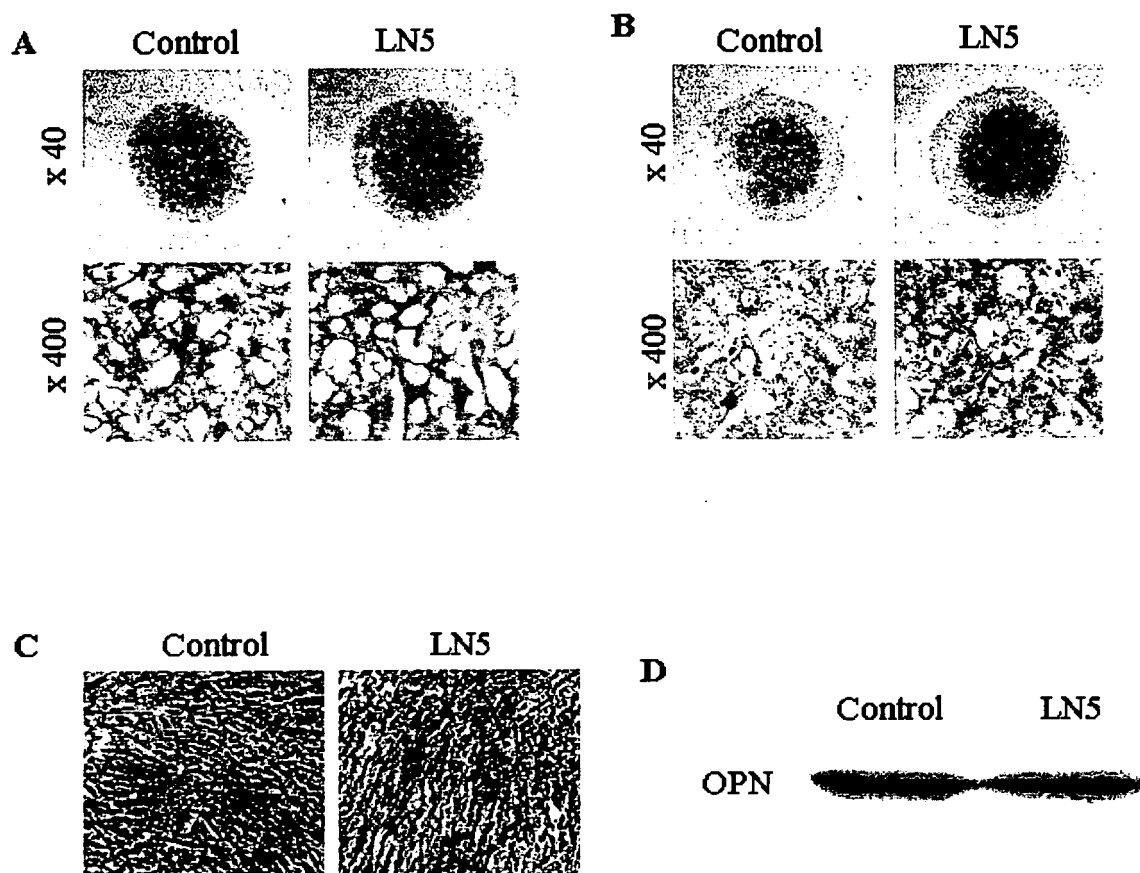 A
Control LN5
x 40
x 400
B
Control LN5
x 40
x 400
C
Control LN5
D
Control LN5
OPN